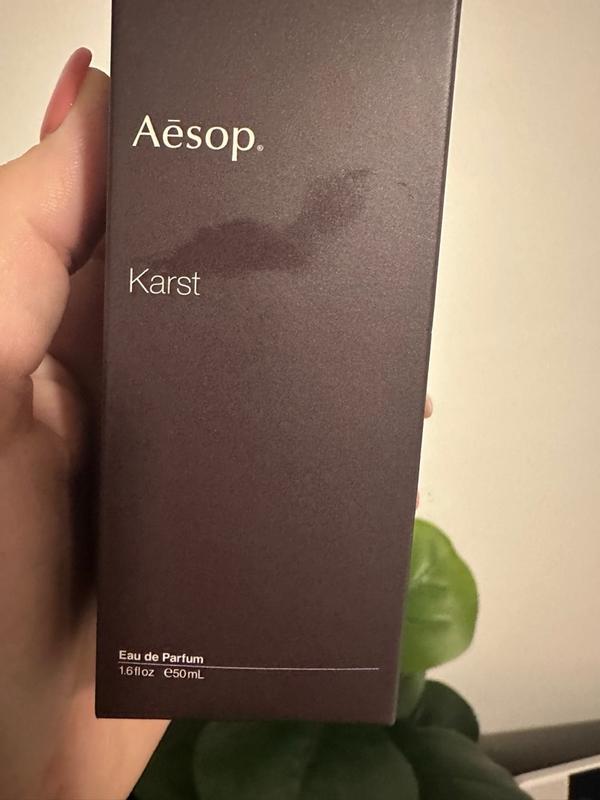 Aēsop®
Karst
Eau de Parfum
1.6 fl oz ℮50 mL